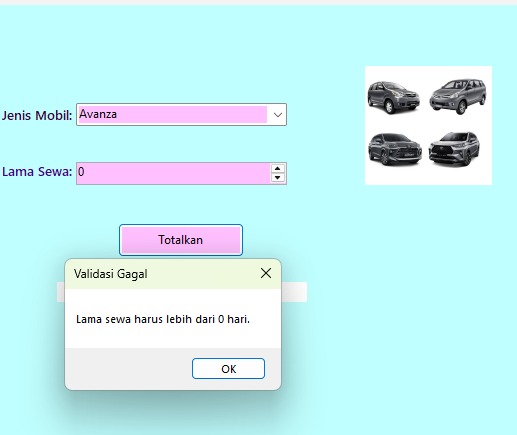 Jenis Mobil: Avanza
Lama Sewa: 0
Totalkan
Validasi Gagal
Lama sewa harus lebih dari 0 hari.
OK